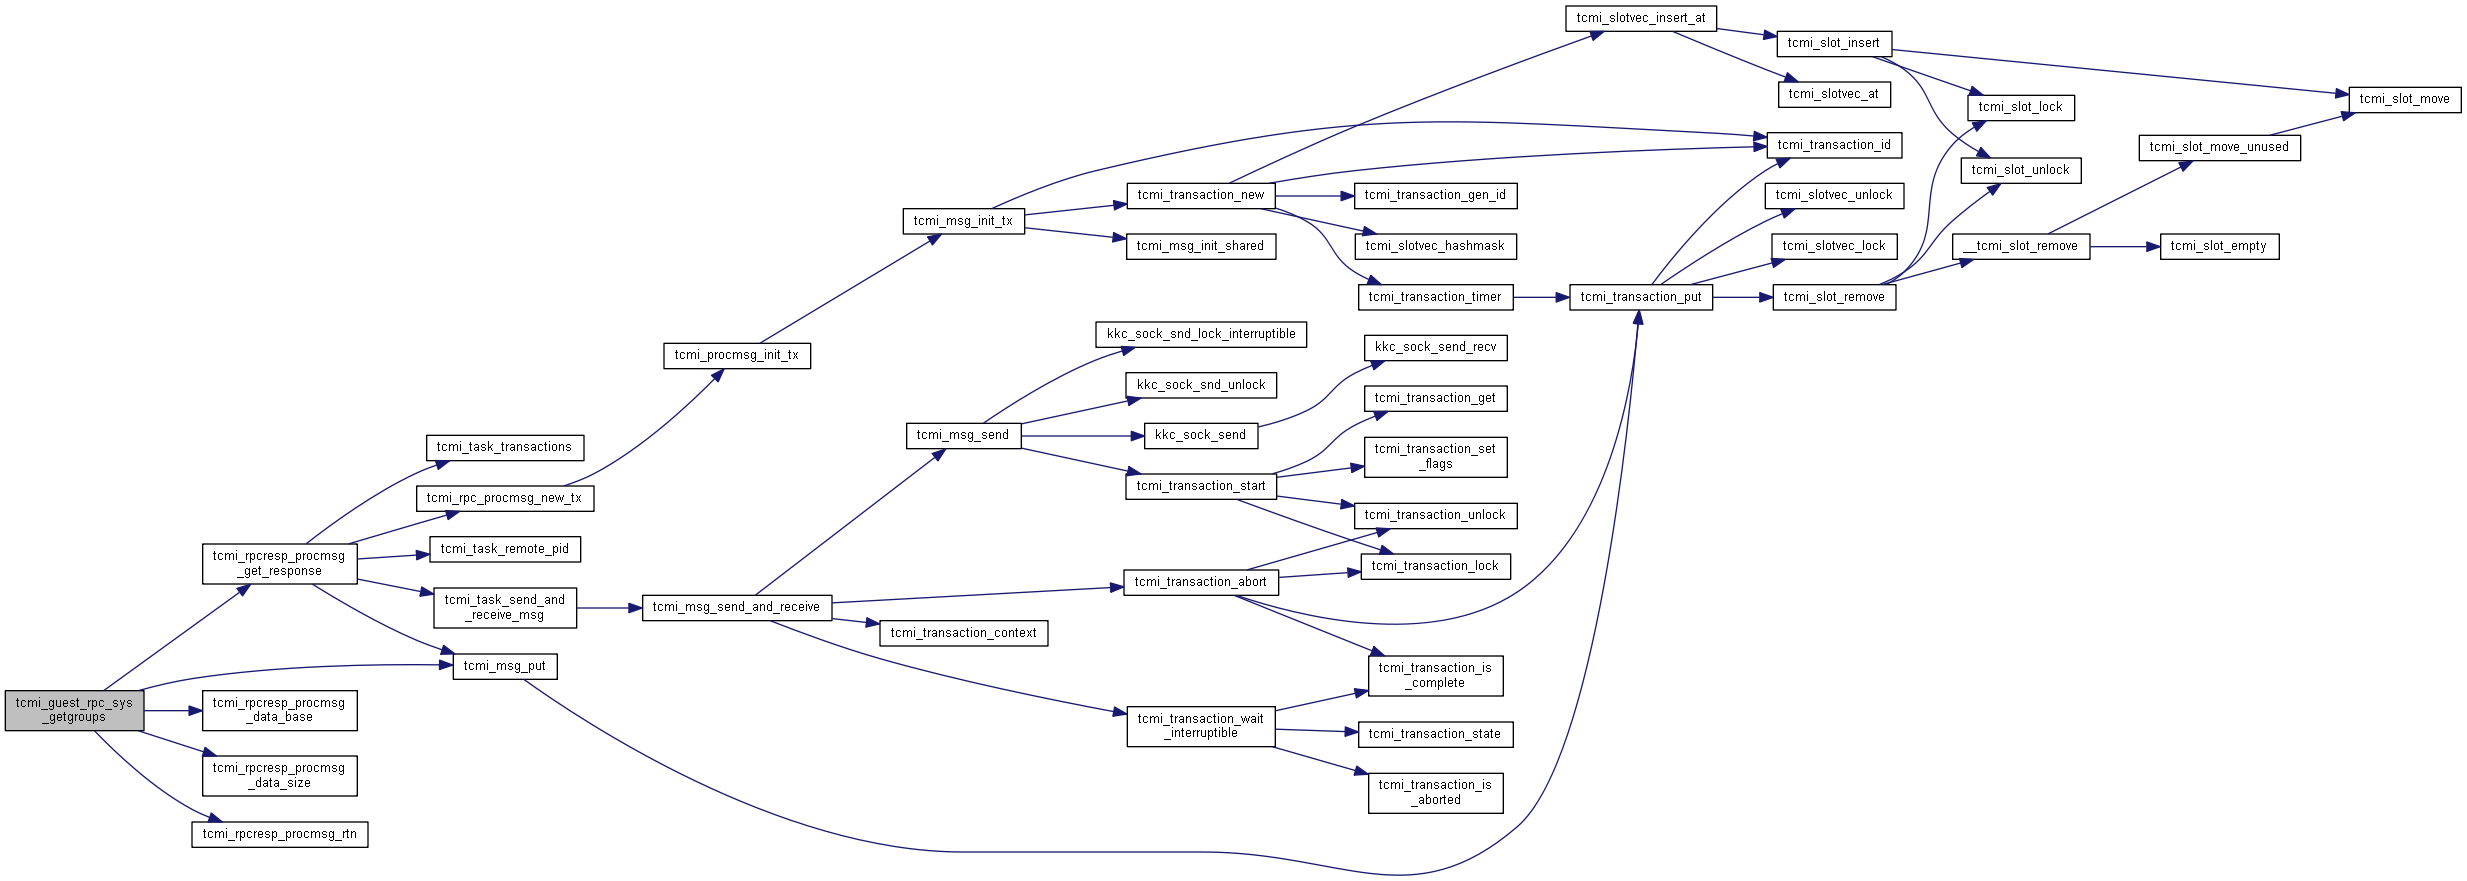 tcmi_guest_rpc_sys
_getgroups
tcmi_rpcresp_procmsg
_get_response
tcmi_rpcresp_procmsg
_data_base
tcmi_rpcresp_procmsg
_data_size
tcmi_rpcresp_procmsg_rtn
tcmi_task_transactions
tcmi_rpc_procmsg_new_tx
tcmi_task_remote_pid
tcmi_task_send_and
_receive_msg
tcmi_msg_put
tcmi_procmsg_init_tx
tcmi_msg_send_and_receive
tcmi_msg_init_tx
tcmi_msg_send
tcmi_transaction_context
tcmi_transaction_new
tcmi_msg_init_shared
kkc_sock_snd_lock_interruptible
kkc_sock_snd_unlock
kkc_sock_send
tcmi_transaction_start
tcmi_transaction_abort
tcmi_transaction_wait
_interruptible
tcmi_transaction_gen_id
tcmi_slotvec_hashmask
tcmi_transaction_timer
kkc_sock_send_recv
tcmi_transaction_get
tcmi_transaction_set
_flags
tcmi_transaction_unlock
tcmi_transaction_lock
tcmi_transaction_is
_complete
tcmi_transaction_state
tcmi_transaction_is
_aborted
tcmi_slotvec_insert_at
tcmi_transaction_put
tcmi_slot_insert
tcmi_slotvec_at
tcmi_transaction_id
tcmi_slotvec_unlock
tcmi_slotvec_lock
tcmi_slot_remove
tcmi_slot_lock
tcmi_slot_unlock
__tcmi_slot_remove
tcmi_slot_move_unused
tcmi_slot_empty
tcmi_slot_move